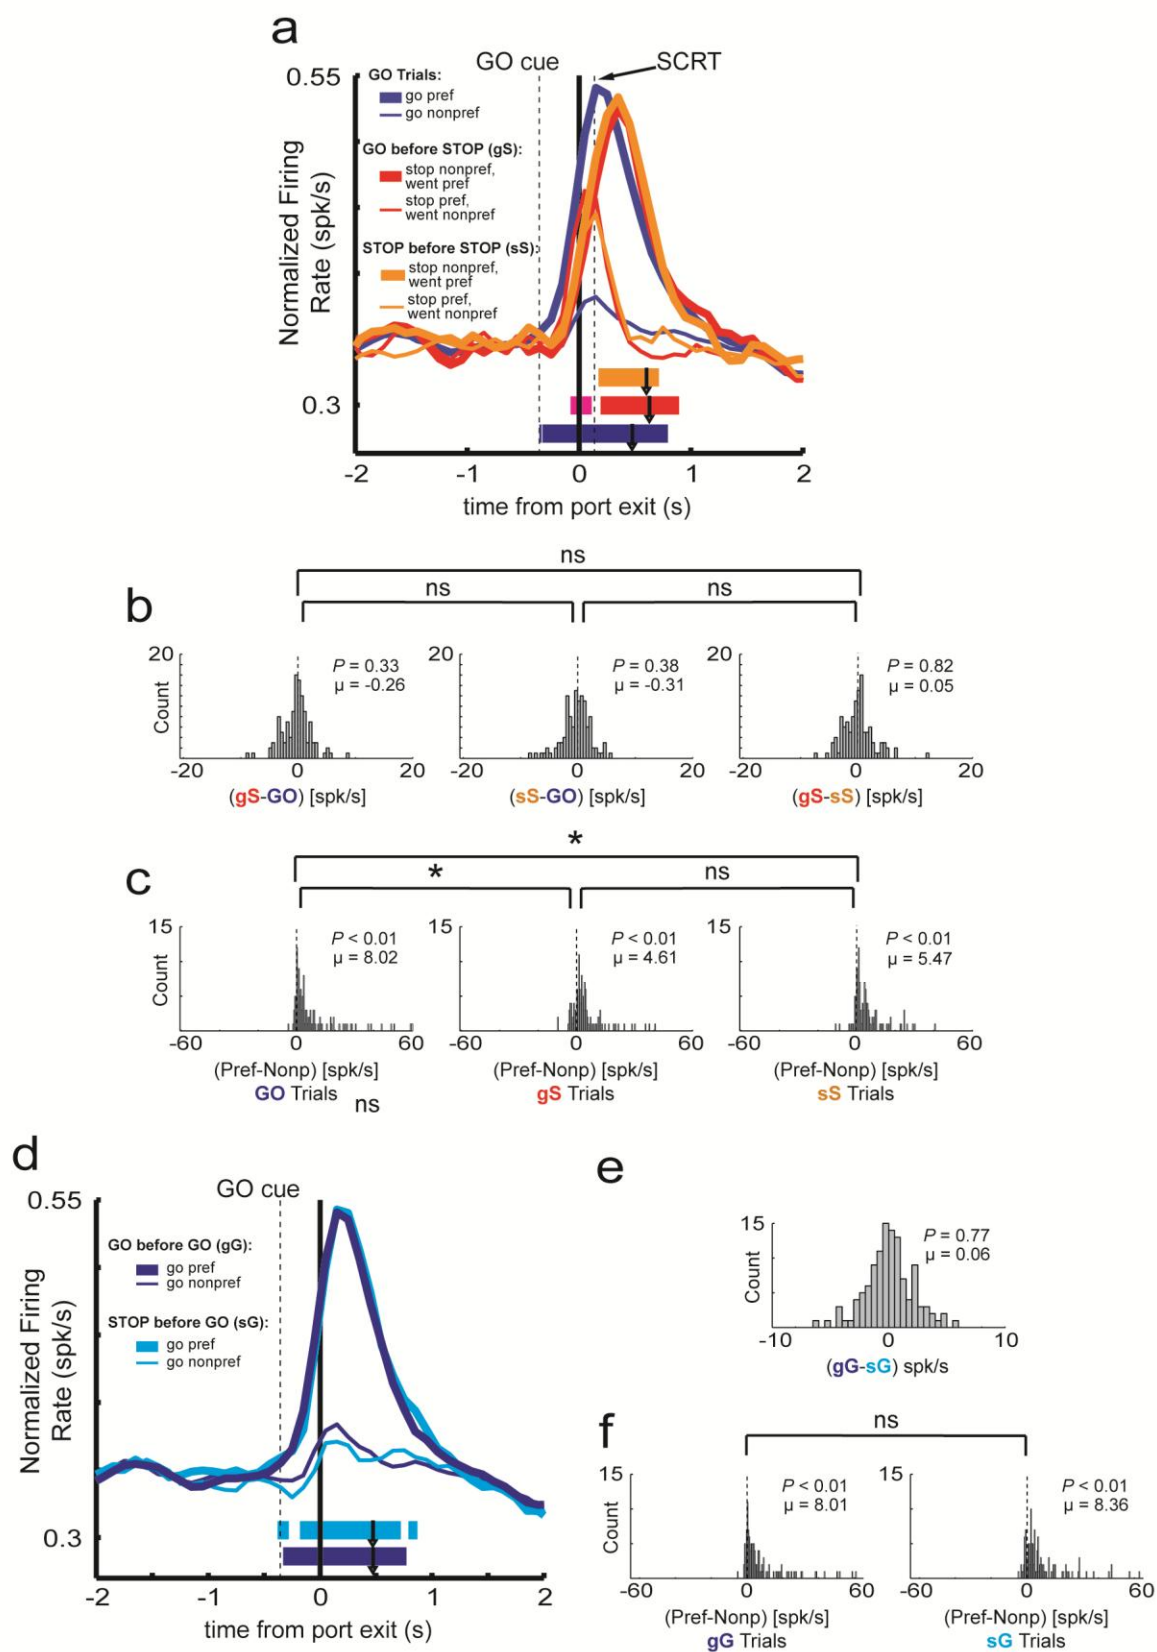 a
GO cue
SCRT
0.55
GO Trials:
go pref
go nonpref
GO before STOP (gS):
stop nonpref,
went pref
stop pref,
went nonpref
STOP before STOP (sS):
stop nonpref,
went pref
stop pref,
went nonpref
Normalized Firing
Rate (spk/s)
0.3
-2 -1 0 1 2
time from port exit (s)
b
ns
ns ns
20
Count
P = 0.33
μ = -0.26
-20 0 20
(gS-GO) [spk/s]
20
P = 0.38
μ = -0.31
-20 0 20
(sS-GO) [spk/s]
20
P = 0.82
μ = 0.05
-20 0 20
(gS-sS) [spk/s]
c
*
* ns
15
Count
P < 0.01
μ = 8.02
-60 0 60
(Pref-Nonp) [spk/s]
GO Trials
15
P < 0.01
μ = 4.61
-60 0 60
(Pref-Nonp) [spk/s]
gS Trials
15
P < 0.01
μ = 5.47
-60 0 60
(Pref-Nonp) [spk/s]
sS Trials
ns
d
GO cue
0.55
GO before GO (gG):
go pref
go nonpref
STOP before GO (sG):
go pref
go nonpref
Normalized Firing
Rate (spk/s)
0.3
-2 -1 0 1 2
time from port exit (s)
e
15
Count
P = 0.77
μ = 0.06
-10 0 10
(gG-sG) spk/s
f
ns
15
Count
P < 0.01
μ = 8.01
-60 0 60
(Pref-Nonp) [spk/s]
gG Trials
15
P < 0.01
μ = 8.36
-60 0 60
(Pref-Nonp) [spk/s]
sG Trials